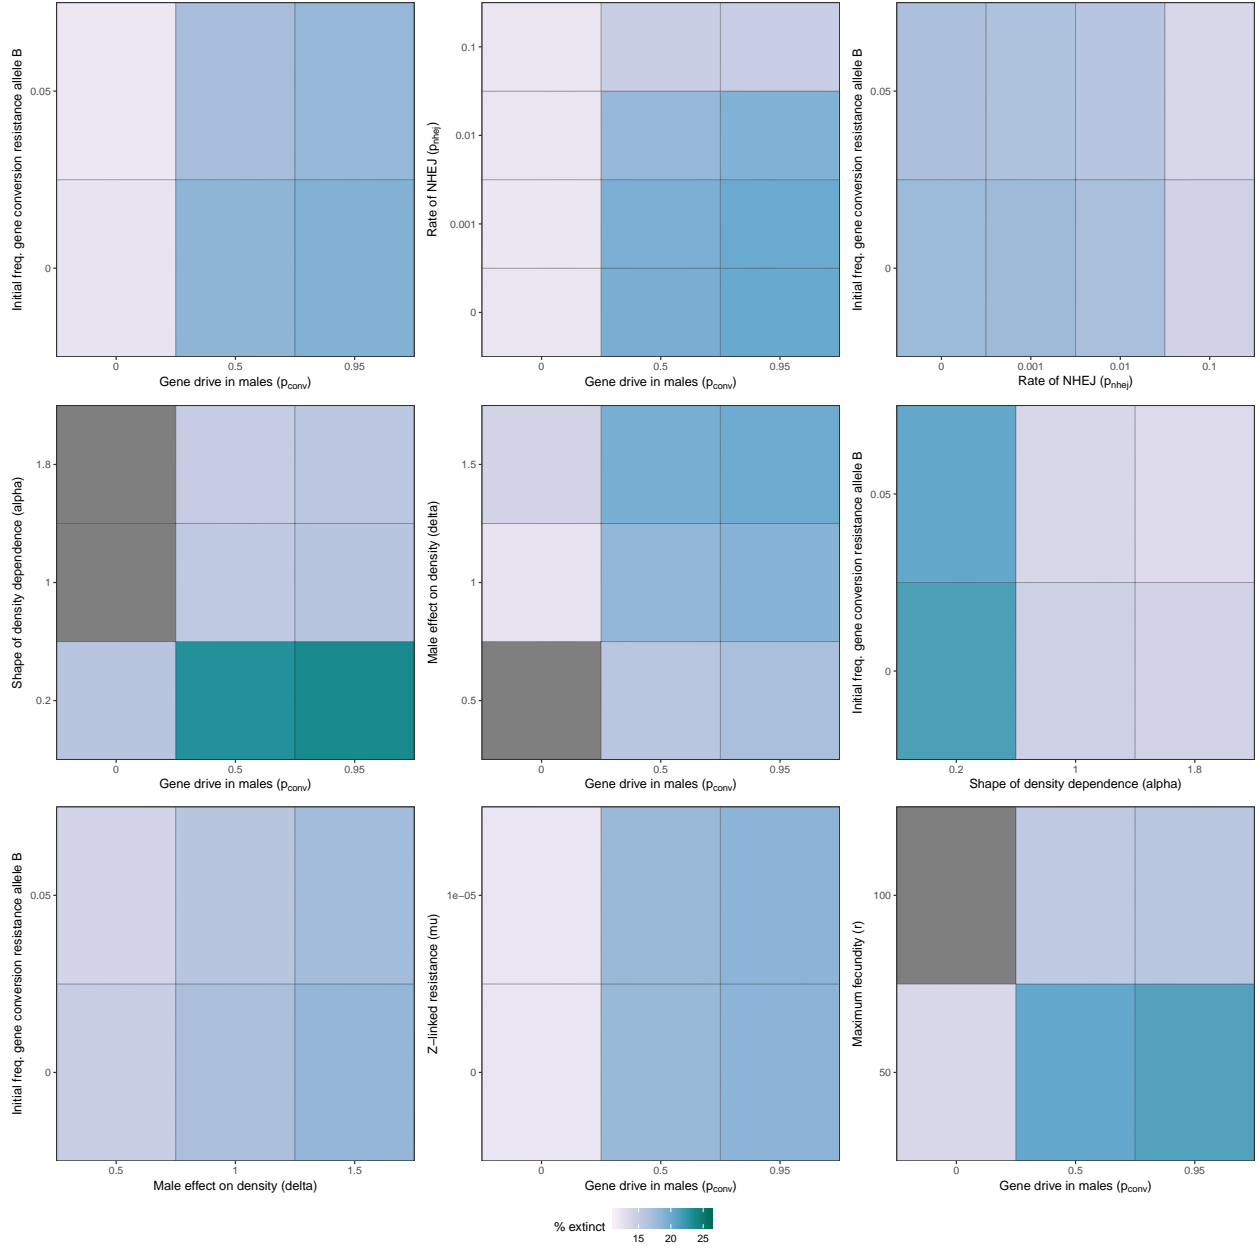 Initial freq. gene conversion resistance allele B
0.05
0
0
0.5
0.95
Gene drive in males (pconv)
Rate of NHEJ (pnhej)
0.1
0.01
0.001
0
0
0.5
0.95
Gene drive in males (pconv)
Initial freq. gene conversion resistance allele B
0.05
0
0
0.001
0.01
0.1
Rate of NHEJ (pnhej)
Shape of density dependence (alpha)
1.8
1
0.2
0
0.5
0.95
Gene drive in males (pconv)
Male effect on density (delta)
1.5
1
0.5
0
0.5
0.95
Gene drive in males (pconv)
Initial freq. gene conversion resistance allele B
0.05
0
0.2
1
1.8
Shape of density dependence (alpha)
Initial freq. gene conversion resistance allele B
0.05
0
0.5
1
1.5
Male effect on density (delta)
Z−linked resistance (mu)
1e−05
0
0
0.5
0.95
Gene drive in males (pconv)
Maximum fecundity (r)
100
50
0
0.5
0.95
Gene drive in males (pconv)
% extinct
15
20
25